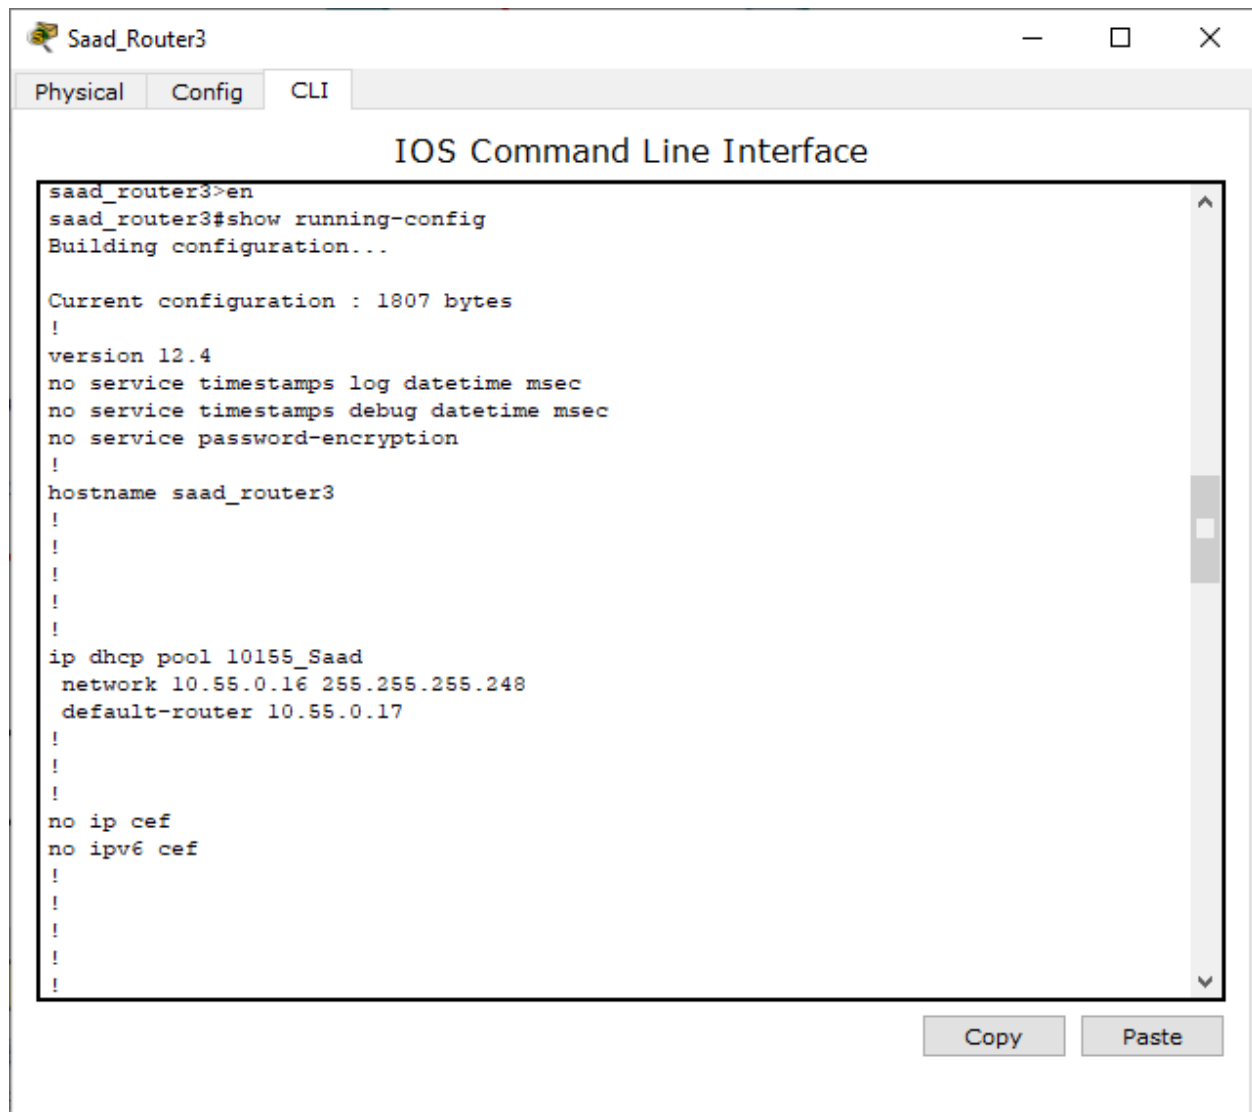 Saad_Router3
Physical Config CLI
IOS Command Line Interface
saad_router3>en
saad_router3#show running-config
Building configuration...
Current configuration : 1807 bytes
!
version 12.4
no service timestamps log datetime msec
no service timestamps debug datetime msec
no service password-encryption
!
hostname saad_router3
!
!
!
!
!
ip dhcp pool 10155_Saad
 network 10.55.0.16 255.255.255.248
 default-router 10.55.0.17
!
!
!
no ip cef
no ipv6 cef
!
!
!
!
!
Copy Paste